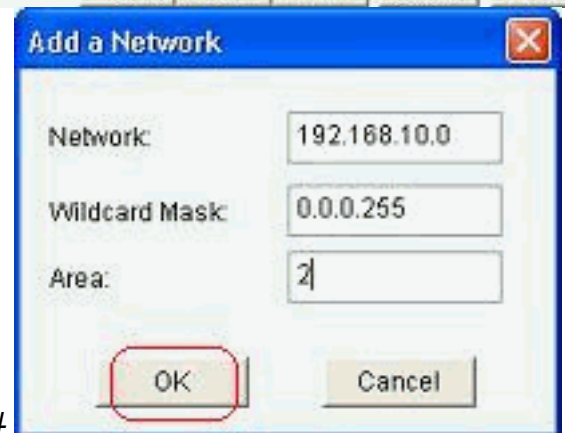 Add a Network
Network: 192.168.10.0
Wildcard Mask: 0.0.0.255
Area: 2
OK Cancel